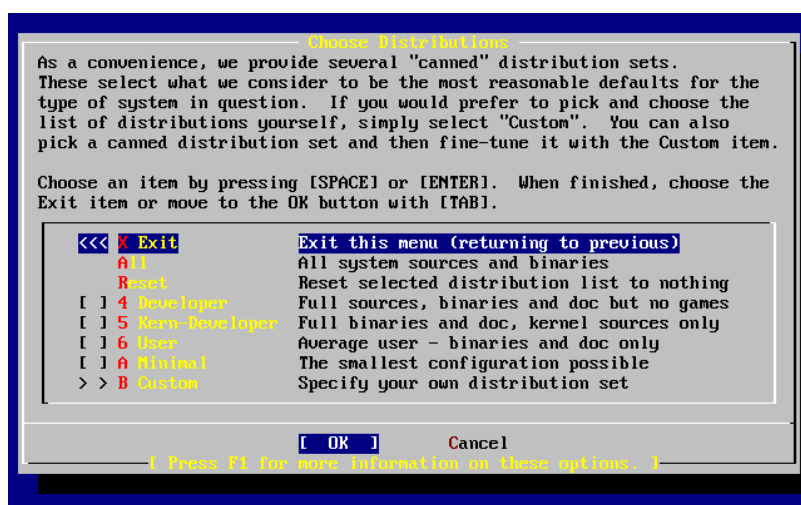 Choose Distributions
As a convenience, we provide several "canned" distribution sets.
These select what we consider to be the most reasonable defaults for the
type of system in question.  If you would prefer to pick and choose the
list of distributions yourself, simply select "Custom".  You can also
pick a canned distribution set and then fine-tune it with the Custom item.
Choose an item by pressing [SPACE] or [ENTER].  When finished, choose the
Exit item or move to the OK button with [TAB].
<<< X Exit Exit this menu (returning to previous)
All All system sources and binaries
Reset Reset selected distribution list to nothing
[ ] 4 Developer Full sources, binaries and doc but no games
[ ] 5 Kern-Developer Full binaries and doc, kernel sources only
[ ] 6 User Average user - binaries and doc only
[ ] A Minimal The smallest configuration possible
> > B Custom Specify your own distribution set
[ OK ] Cancel
[ Press F1 for more information on these options. ]